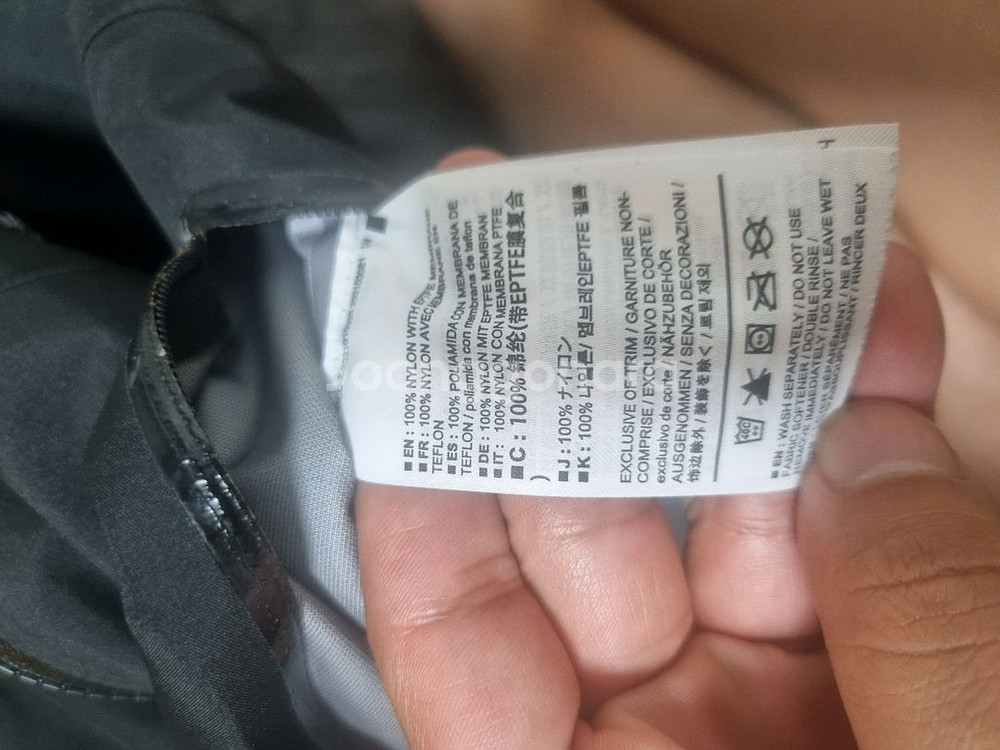 EN : 100% NYLON WITH
FR : 100% NYLON AVEC
TEFLON
ES : 100% POLIAMIDA CON MEMBRANA DE
TEFLON / poliamida con membrana de teflon
DE : 100% NYLON MIT EPTFE MEMBRAN
IT : 100% NYLON CON MEMBRANA PTFE
C : 100% 锦纶(带EPTFE膜复合
)
J : 100% ナイロン
K : 100% 나일론/ 멤브레인EPTFE 필름
EXCLUSIVE OF TRIM / GARNITURE NON-
COMPRISE / EXCLUSIVO DE CORTE /
exclusivo de corte / NÄHZUBEHÖR
AUSGENOMMEN / SENZA DECORAZIONI /
饰边除外 / 装飾を除く / 트림 제외
40C
EN : WASH SEPARATELY / DO NOT USE
FABRIC SOFTENER / DOUBLE RINSE /
REMOVE IMMEDIATELY / DO NOT LEAVE WET
SEPAREMENT / NE PAS
ASSOUPLISSANT / RINCER DEUX